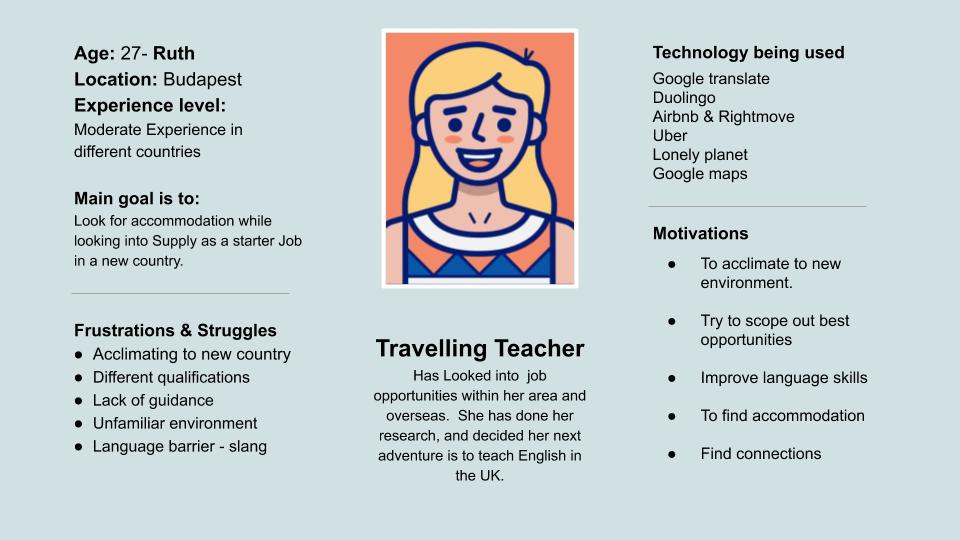 Age: 27- Ruth
Location: Budapest
Experience level:
Moderate Experience in
different countries
Main goal is to:
Look for accommodation while
looking into Supply as a starter Job
in a new country.
Frustrations & Struggles
● Acclimating to new country
● Different qualifications
● Lack of guidance
● Unfamiliar environment
● Language barrier - slang
Travelling Teacher
Has Looked into  job
opportunities within her area and
overseas.  She has done her
research, and decided her next
adventure is to teach English in
the UK.
Technology being used
Google translate
Duolingo
Airbnb & Rightmove
Uber
Lonely planet
Google maps
Motivations
● To acclimate to new
environment.
● Try to scope out best
opportunities
● Improve language skills
● To find accommodation
● Find connections